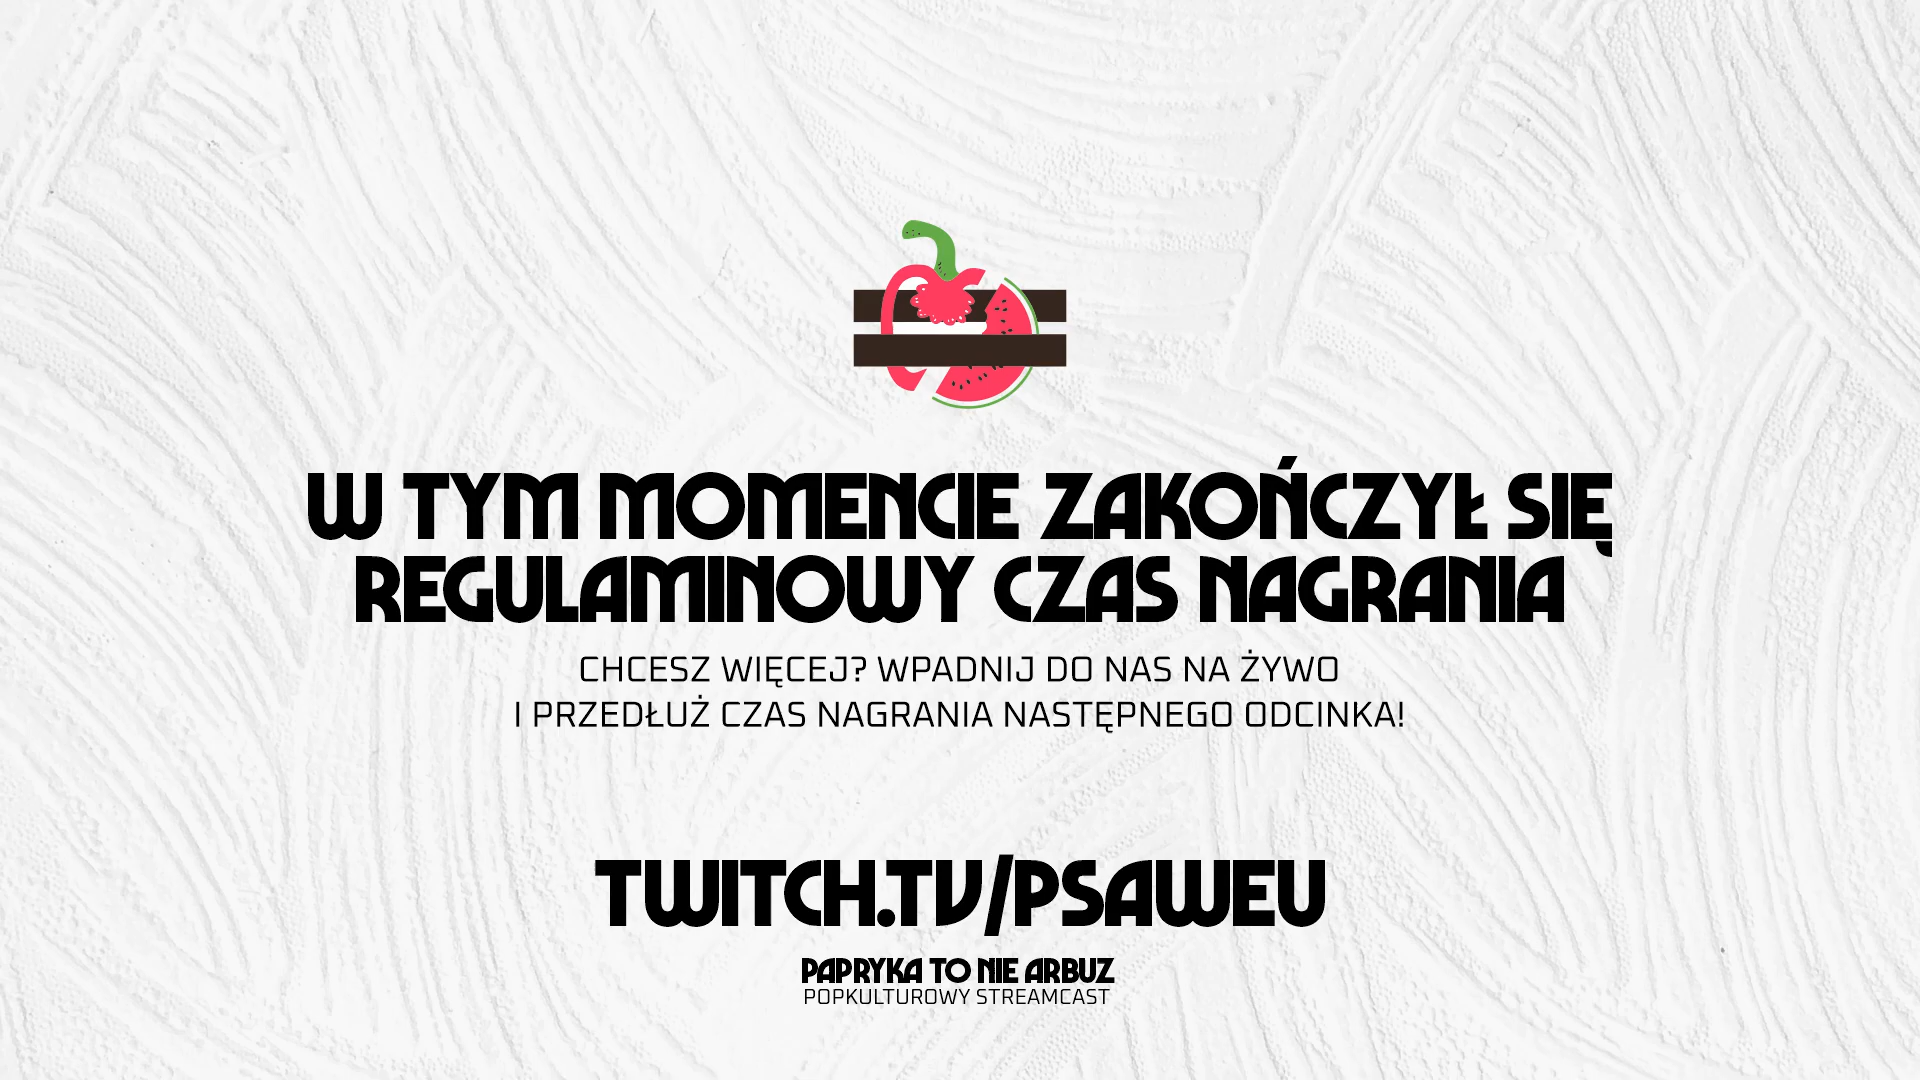 W TYM MOMENCIE ZAKOŃCZYŁ SIĘ
REGULAMINOWY CZAS NAGRANIA
CHCESZ WIĘCEJ? WPADNIJ DO NAS NA ŻYWO
I PRZEDŁUŻ CZAS NAGRANIA NASTĘPNEGO ODCINKA!
TWITCH.TV/PSAWEU
PAPRYKA TO NIE ARBUZ
POPKULTUROWY STREAMCAST